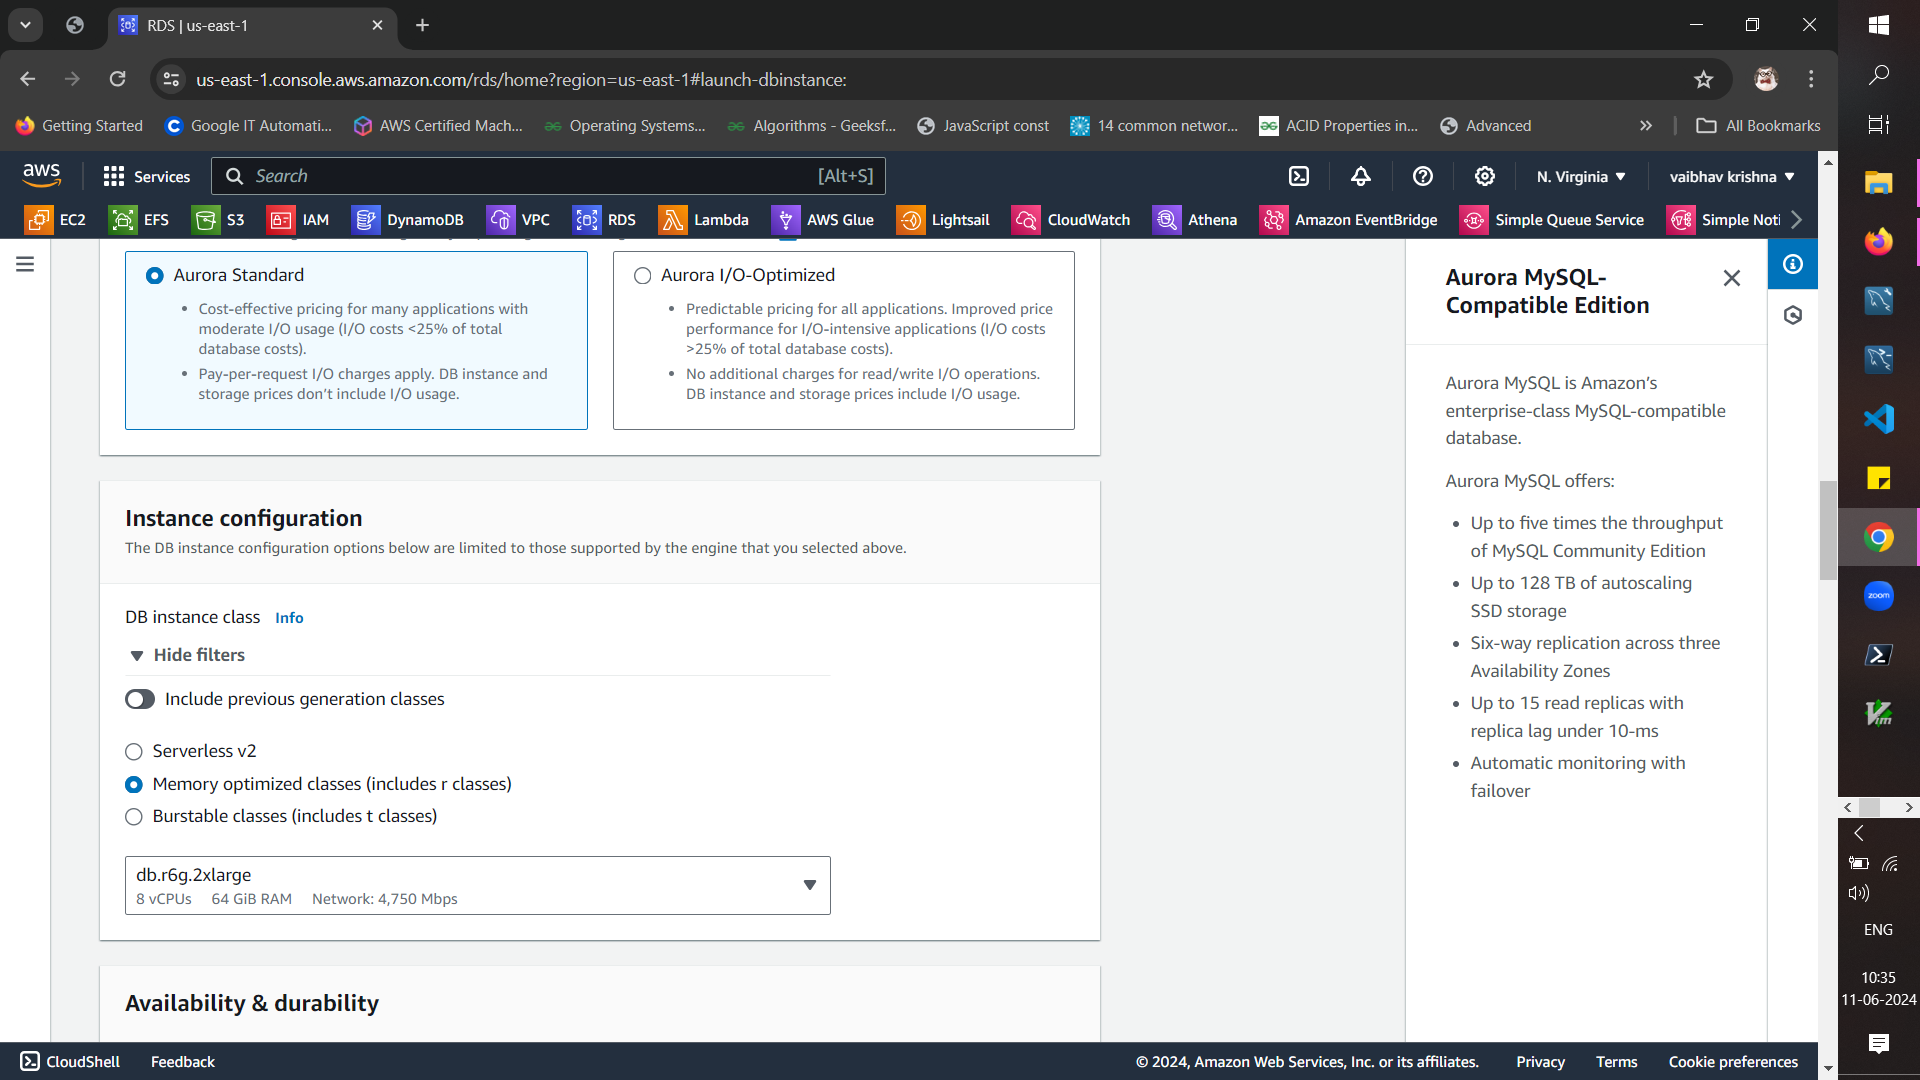 RDS | us-east-1
us-east-1.console.aws.amazon.com/rds/home?region=us-east-1#launch-dbinstance:
Getting Started
Google IT Automati...
AWS Certified Mach...
Operating Systems...
Algorithms - Geeksf...
JavaScript const
14 common networ...
ACID Properties in...
Advanced
All Bookmarks
aws
Services
Search
[Alt+S]
N. Virginia
vaibhav krishna
EC2
EFS
S3
IAM
DynamoDB
VPC
RDS
Lambda
AWS Glue
Lightsail
CloudWatch
Athena
Amazon EventBridge
Simple Queue Service
Simple Noti
Aurora Standard
• Cost-effective pricing for many applications with
moderate I/O usage (I/O costs <25% of total
database costs).
• Pay-per-request I/O charges apply. DB instance and
storage prices don’t include I/O usage.
Aurora I/O-Optimized
• Predictable pricing for all applications. Improved price
performance for I/O-intensive applications (I/O costs
>25% of total database costs).
• No additional charges for read/write I/O operations.
DB instance and storage prices include I/O usage.
Instance configuration
The DB instance configuration options below are limited to those supported by the engine that you selected above.
DB instance class Info
Hide filters
Include previous generation classes
Serverless v2
Memory optimized classes (includes r classes)
Burstable classes (includes t classes)
db.r6g.2xlarge
8 vCPUs 64 GiB RAM Network: 4,750 Mbps
Availability & durability
Aurora MySQL-
Compatible Edition
Aurora MySQL is Amazon’s
enterprise-class MySQL-compatible
database.
Aurora MySQL offers:
• Up to five times the throughput
of MySQL Community Edition
• Up to 128 TB of autoscaling
SSD storage
• Six-way replication across three
Availability Zones
• Up to 15 read replicas with
replica lag under 10-ms
• Automatic monitoring with
failover
zoom
ENG
10:35
11-06-2024
CloudShell
Feedback
© 2024, Amazon Web Services, Inc. or its affiliates.
Privacy
Terms
Cookie preferences